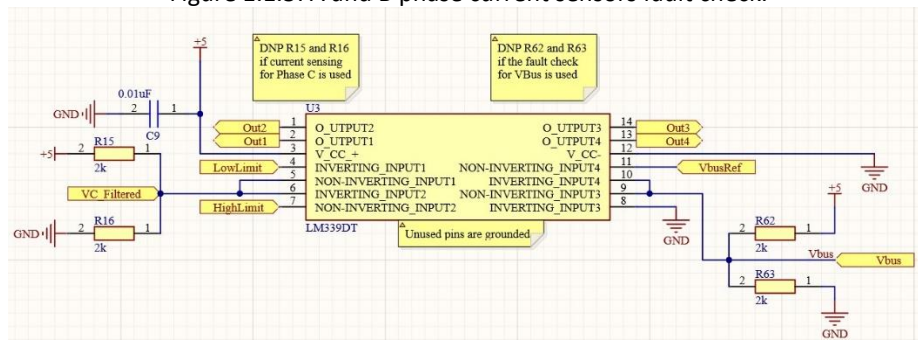 Figure 2.2.3.: A and B phase current sensors fault check.
DNP R15 and R16
if current sensing
for Phase C is used
DNP R62 and R63
if the fault check
for VBus is used
+5
0.01uF
GND
2
1
C9
U3
Out2
1
O_UTPUT2
Out1
2
O_UTPUT1
3
V_CC_+
LowLimit
4
INVERTING_INPUT1
5
NON-INVERTING_INPUT1
6
INVERTING_INPUT2
HighLimit
7
NON-INVERTING_INPUT2
O_UTPUT3
14
Out3
O_UTPUT4
13
Out4
V_CC-
12
NON-INVERTING_INPUT4
11
VbusRef
INVERTING_INPUT4
10
NON-INVERTING_INPUT3
9
INVERTING_INPUT3
8
LM339DT
Unused pins are grounded
R15
+5
2
1
2k
VC_Filtered
R16
GND
2
1
2k
GND
GND
+5
R62
2
1
2k
Vbus
Vbus
R63
2
1
2k
GND